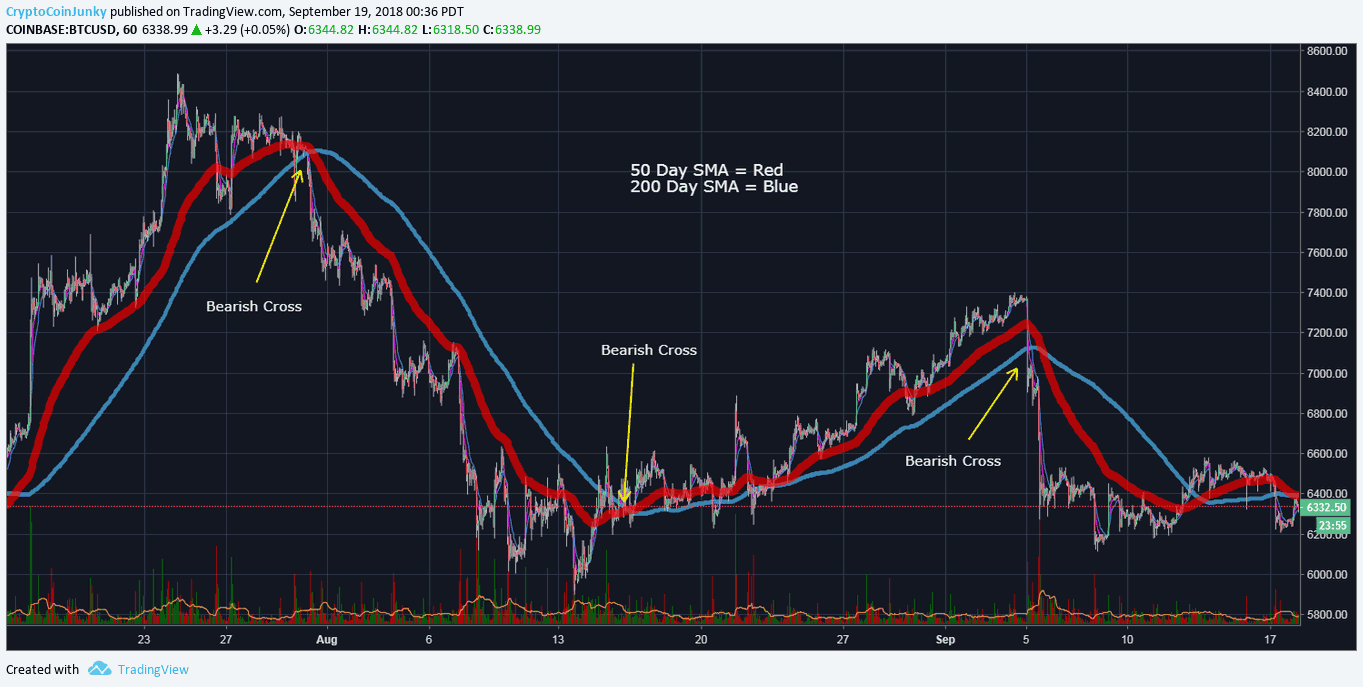 CryptoCoinJunky published on TradingView.com, September 19, 2018 00:36 PDT
COINBASE:BTCUSD, 60 6338.99 ▲ +3.29 (+0.05%) O:6344.82 H:6344.82 L:6318.50 C:6338.99
8600.00
8400.00
8200.00
50 Day SMA = Red
8000.00
200 Day SMA = Blue
7800.00
7600.00
Bearish Cross
7400.00
7200.00
Bearish Cross
7000.00
6800.00
Bearish Cross
6600.00
6400.00
6332.50
23:55
6200.00
6000.00
5800.00
23 27 Aug 6 13 20 27 Sep 5 10 17
Created with TradingView